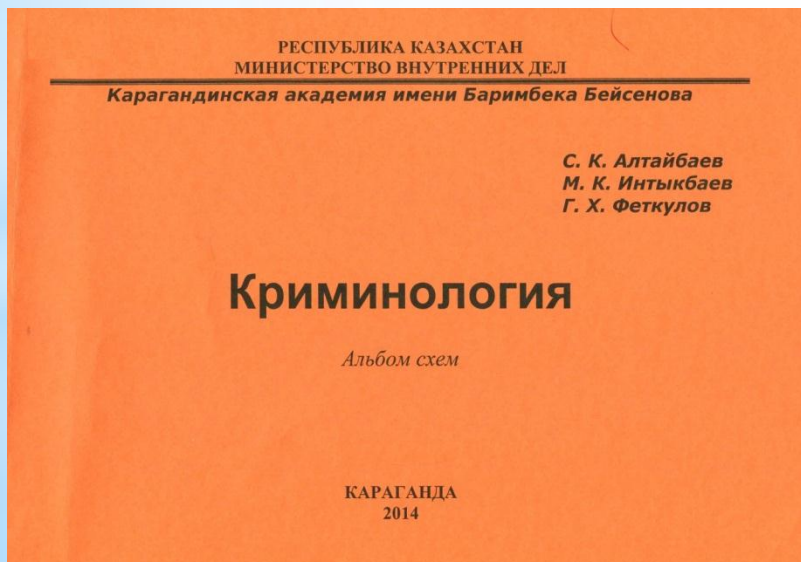 РЕСПУБЛИКА КАЗАХСТАН
МИНИСТЕРСТВО ВНУТРЕННИХ ДЕЛ
Карагандинская академия имени Баримбека Бейсенова
С. К. Алтайбаев
М. К. Интыкбаев
Г. Х. Феткулов
Криминология
Альбом схем
КАРАГАНДА
2014